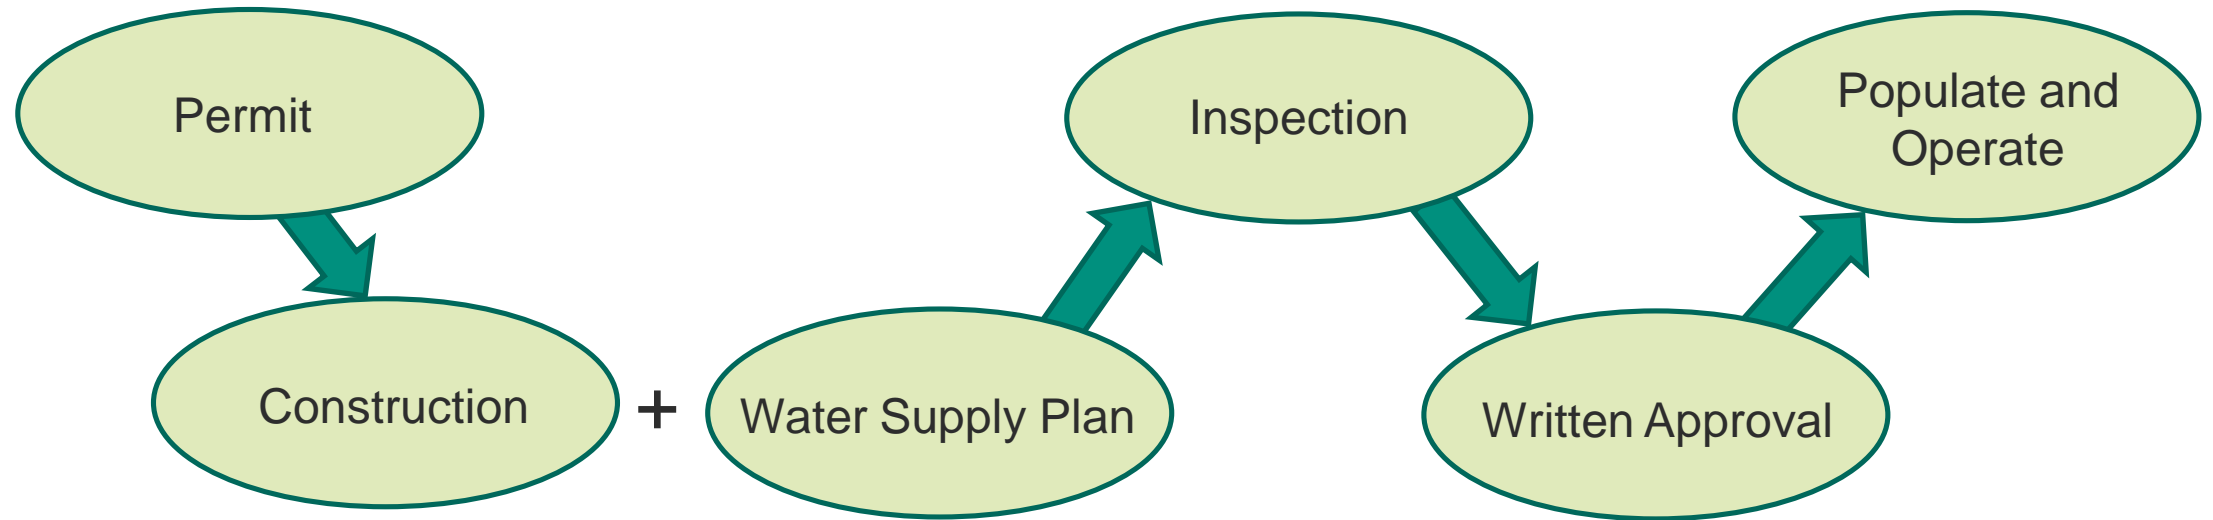 Permit
Construction
+
Water Supply Plan
Inspection
Written Approval
Populate and
Operate